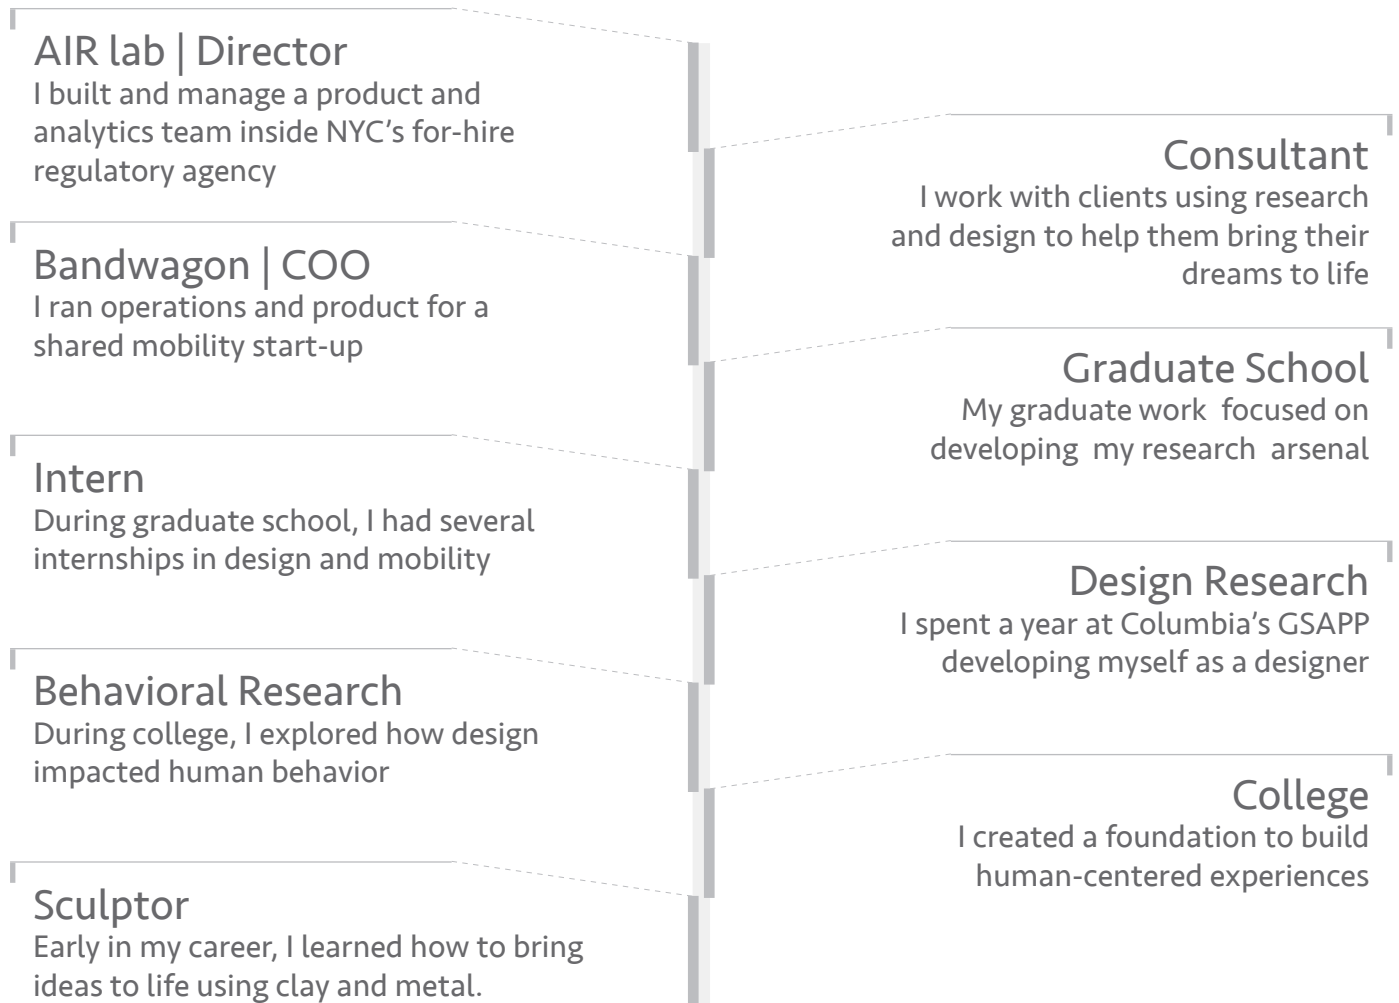 AIR lab | Director
I built and manage a product and
analytics team inside NYC’s for-hire
regulatory agency
Consultant
I work with clients using research
and design to help them bring their
dreams to life
Bandwagon | COO
I ran operations and product for a
shared mobility start-up
Graduate School
My graduate work  focused on
developing  my research  arsenal
Intern
During graduate school, I had several
internships in design and mobility
Design Research
I spent a year at Columbia’s GSAPP
developing myself as a designer
Behavioral Research
During college, I explored how design
impacted human behavior
College
I created a foundation to build
human-centered experiences
Sculptor
Early in my career, I learned how to bring
ideas to life using clay and metal.